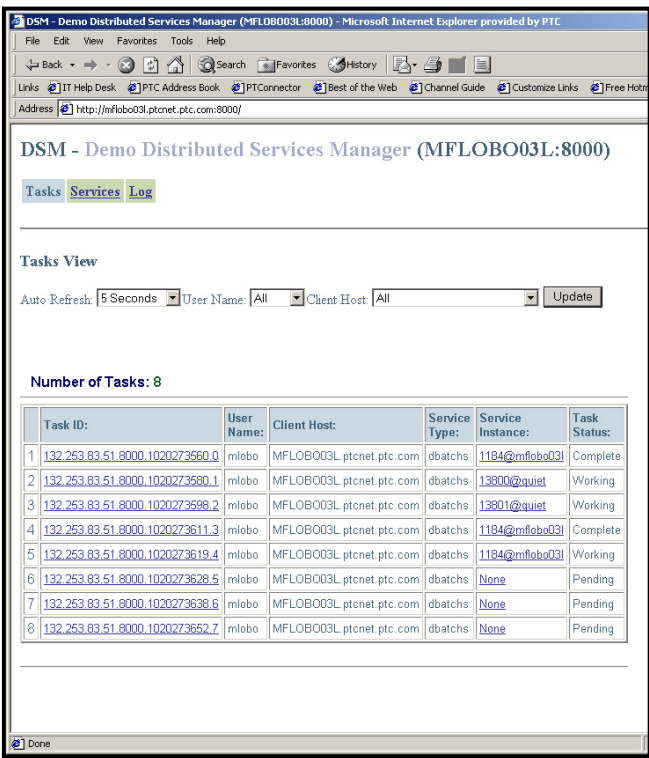 DSM - Demo Distributed Services Manager (MFLOBO03L:8000) - Microsoft Internet Explorer provided by PTC
File Edit View Favorites Tools Help
Back Search Favorites History
Links IT Help Desk PTC Address Book PTConnector Best of the Web Channel Guide Customize Links Free Hotm
Address http://mflobo03l.ptcnet.ptc.com:8000/
DSM - Demo Distributed Services Manager (MFLOBO03L:8000)
Tasks Services Log
Tasks View
Auto Refresh: 5 Seconds User Name: All Client Host: All Update
Number of Tasks: 8
Task ID: User Name: Client Host: Service Type: Service Instance: Task Status:
1 132.253.83.51.8000.1020273560.0 mlobo MFLOBO03L.ptcnet.ptc.com dbatchs 1184@mflobo03l Complete
2 132.253.83.51.8000.1020273580.1 mlobo MFLOBO03L.ptcnet.ptc.com dbatchs 13800@quiet Working
3 132.253.83.51.8000.1020273598.2 mlobo MFLOBO03L.ptcnet.ptc.com dbatchs 13801@quiet Working
4 132.253.83.51.8000.1020273611.3 mlobo MFLOBO03L.ptcnet.ptc.com dbatchs 1184@mflobo03l Complete
5 132.253.83.51.8000.1020273619.4 mlobo MFLOBO03L.ptcnet.ptc.com dbatchs 1184@mflobo03l Working
6 132.253.83.51.8000.1020273628.5 mlobo MFLOBO03L.ptcnet.ptc.com dbatchs None Pending
7 132.253.83.51.8000.1020273638.6 mlobo MFLOBO03L.ptcnet.ptc.com dbatchs None Pending
8 132.253.83.51.8000.1020273652.7 mlobo MFLOBO03L.ptcnet.ptc.com dbatchs None Pending
Done